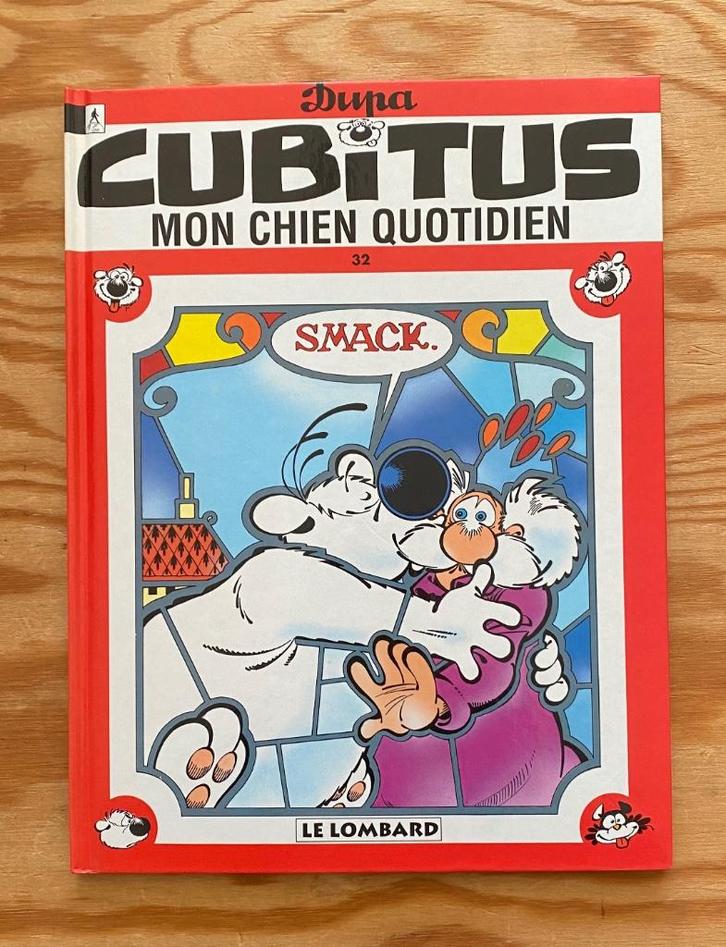 Dupa
CUBiTUS
MON CHIEN QUOTIDIEN
32
SMACK.
LE LOMBARD